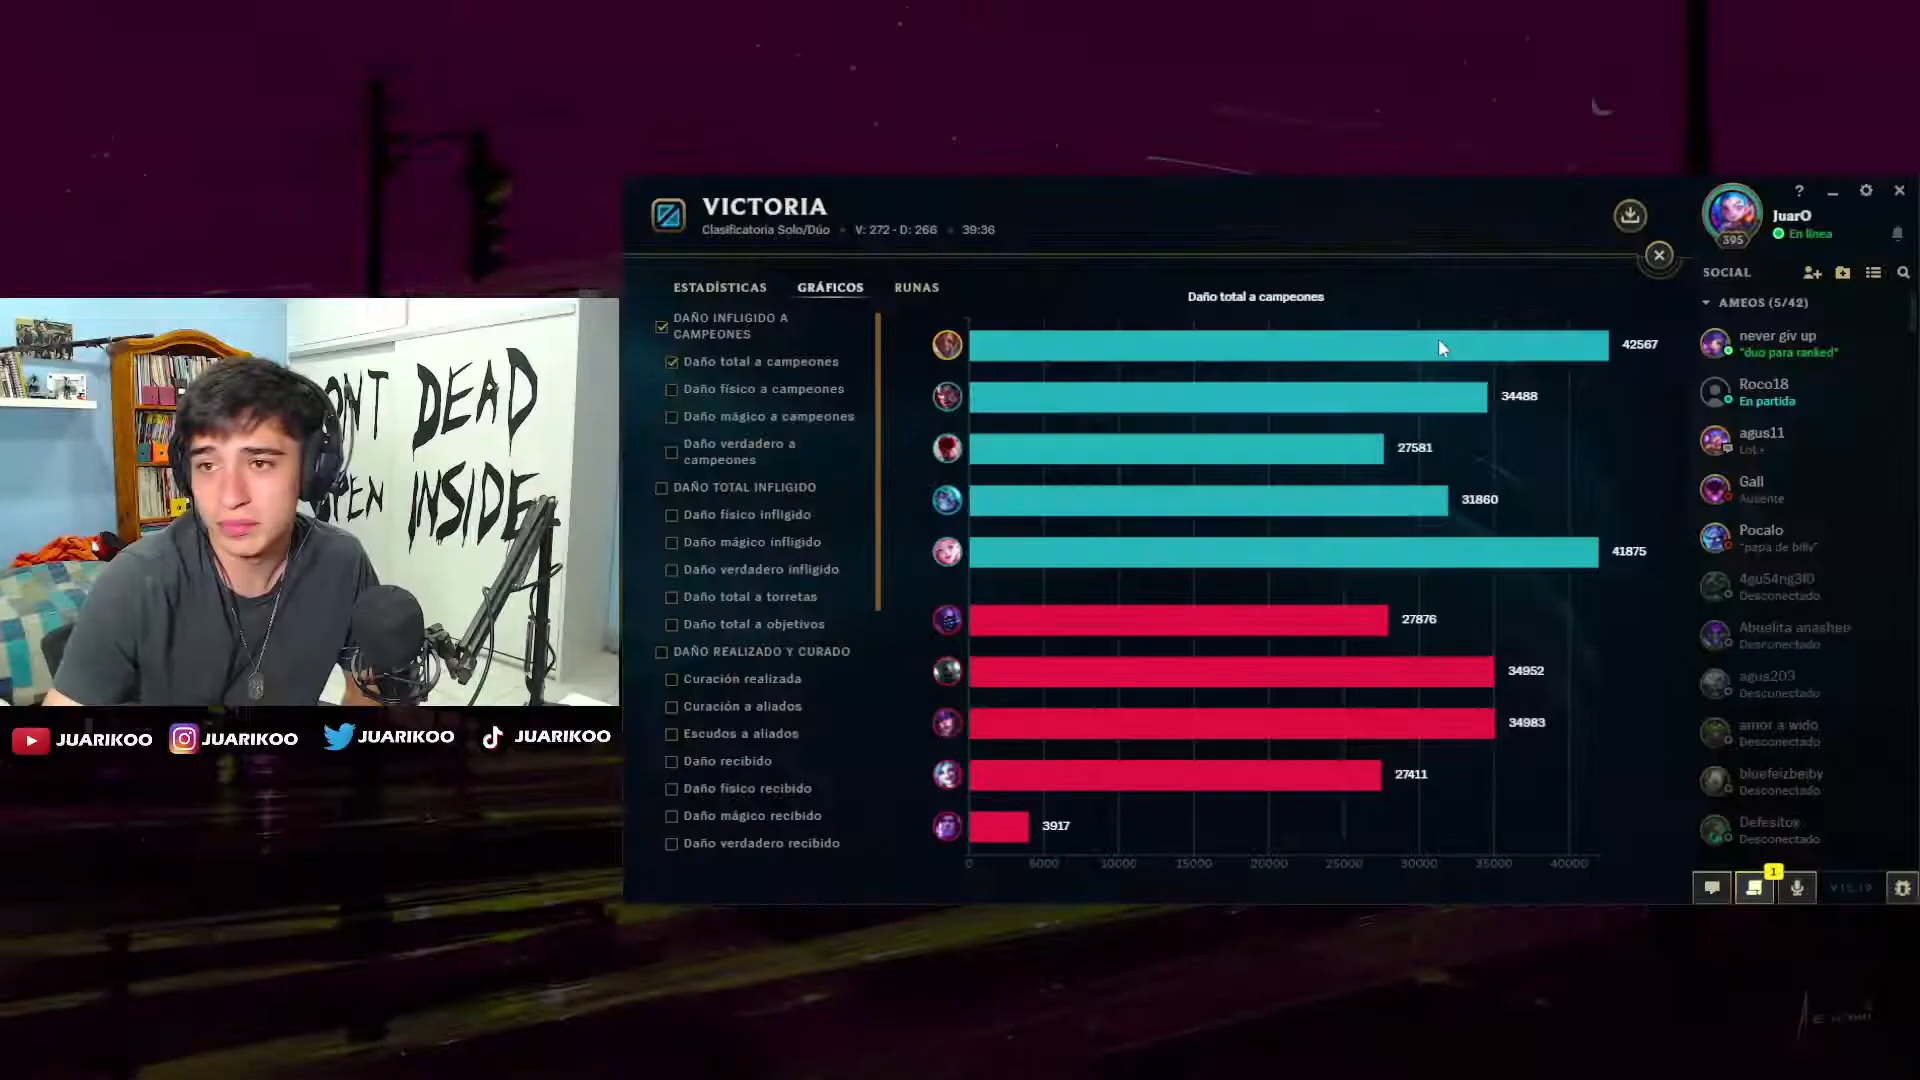 VICTORIA
Clasificatoria Solo/Dúo • V: 272 - D: 266 • 39:36
ESTADÍSTICAS GRÁFICOS RUNAS
DAÑO INFLIGIDO A
CAMPEONES
Daño total a campeones
Daño físico a campeones
Daño mágico a campeones
Daño verdadero a
campeones
DAÑO TOTAL INFLIGIDO
Daño físico infligido
Daño mágico infligido
Daño verdadero infligido
Daño total a torretas
Daño total a objetivos
DAÑO REALIZADO Y CURADO
Curación realizada
Curación a aliados
Escudos a aliados
Daño recibido
Daño físico recibido
Daño mágico recibido
Daño verdadero recibido
Daño total a campeones
42567
34488
27581
31860
41875
27876
34952
34983
27411
3917
0 5000 10000 15000 20000 25000 30000 35000 40000
?
JuarO
395
En línea
SOCIAL
AMEOS (5/42)
never giv up
"duo para ranked"
Roco18
En partida
agus11
LoL+
Gall
Ausente
Pocalo
"papa de billy"
4gu54ng3l0
Desconectado
Abuelita anashee
Desconectado
agus203
Desconectado
amor a wido
Desconectado
bluefeizbeiby
Desconectado
Defesitox
Desconectado
1
V12.19
ONT DEAD
PEN INSIDE
JUARIKOO JUARIKOO JUARIKOO JUARIKOO